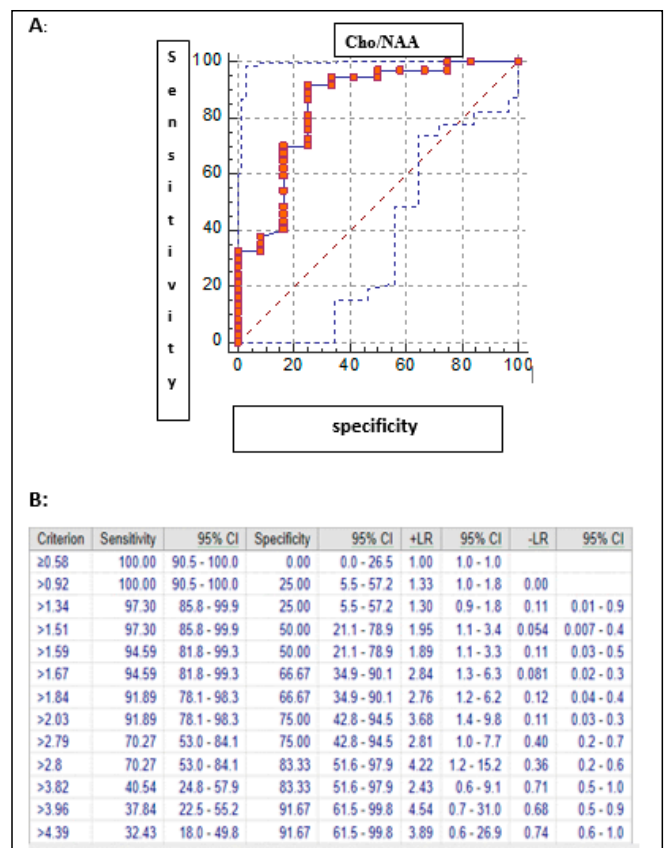 A:
Cho/NAA
Sensitivity
100
80
60
40
20
0
0 20 40 60 80 100
specificity
B:
Criterion Sensitivity 95% CI Specificity 95% CI +LR 95% CI -LR 95% CI
≥0.58 100.00 90.5 - 100.0 0.00 0.0 - 26.5 1.00 1.0 - 1.0
>0.92 100.00 90.5 - 100.0 25.00 5.5 - 57.2 1.33 1.0 - 1.8 0.00
>1.34 97.30 85.8 - 99.9 25.00 5.5 - 57.2 1.30 0.9 - 1.8 0.11 0.01 - 0.9
>1.51 97.30 85.8 - 99.9 50.00 21.1 - 78.9 1.95 1.1 - 3.4 0.054 0.007 - 0.4
>1.59 94.59 81.8 - 99.3 50.00 21.1 - 78.9 1.89 1.1 - 3.3 0.11 0.03 - 0.5
>1.67 94.59 81.8 - 99.3 66.67 34.9 - 90.1 2.84 1.3 - 6.3 0.081 0.02 - 0.3
>1.84 91.89 78.1 - 98.3 66.67 34.9 - 90.1 2.76 1.2 - 6.2 0.12 0.04 - 0.4
>2.03 91.89 78.1 - 98.3 75.00 42.8 - 94.5 3.68 1.4 - 9.8 0.11 0.03 - 0.3
>2.79 70.27 53.0 - 84.1 75.00 42.8 - 94.5 2.81 1.0 - 7.7 0.40 0.2 - 0.7
>2.8 70.27 53.0 - 84.1 83.33 51.6 - 97.9 4.22 1.2 - 15.2 0.36 0.2 - 0.6
>3.82 40.54 24.8 - 57.9 83.33 51.6 - 97.9 2.43 0.6 - 9.1 0.71 0.5 - 1.0
>3.96 37.84 22.5 - 55.2 91.67 61.5 - 99.8 4.54 0.7 - 31.0 0.68 0.5 - 0.9
>4.39 32.43 18.0 - 49.8 91.67 61.5 - 99.8 3.89 0.6 - 26.9 0.74 0.6 - 1.0